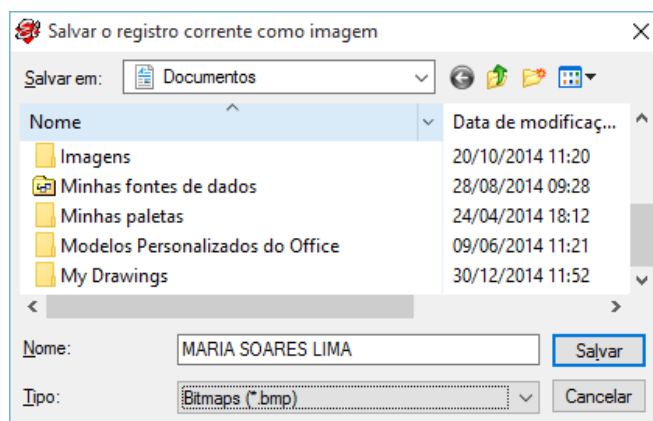 Salvar o registro corrente como imagem
Salvar em: Documentos
Nome Data de modificaç...
Imagens 20/10/2014 11:20
Minhas fontes de dados 28/08/2014 09:28
Minhas paletas 24/04/2014 18:12
Modelos Personalizados do Office 09/06/2014 11:21
My Drawings 30/12/2014 11:52
Nome: MARIA SOARES LIMA Salvar
Tipo: Bitmaps (*.bmp) Cancelar